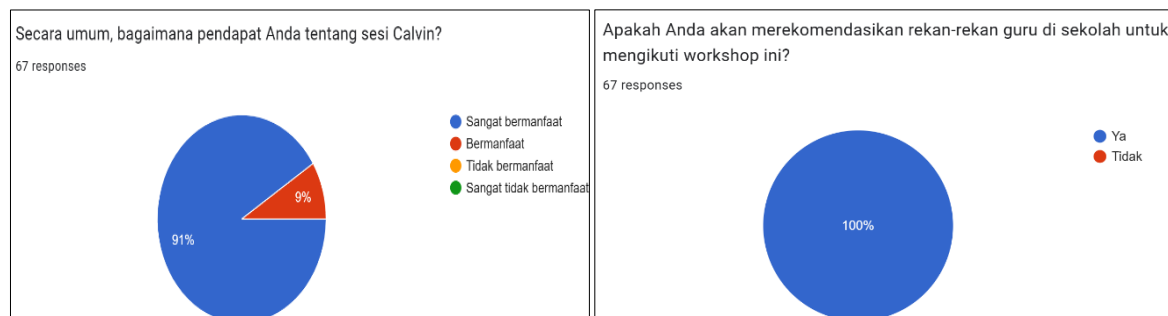 Secara umum, bagaimana pendapat Anda tentang sesi Calvin?
67 responses
Sangat bermanfaat
Bermanfaat
Tidak bermanfaat
Sangat tidak bermanfaat
9%
91%
Apakah Anda akan merekomendasikan rekan-rekan guru di sekolah untuk
mengikuti workshop ini?
67 responses
Ya
Tidak
100%